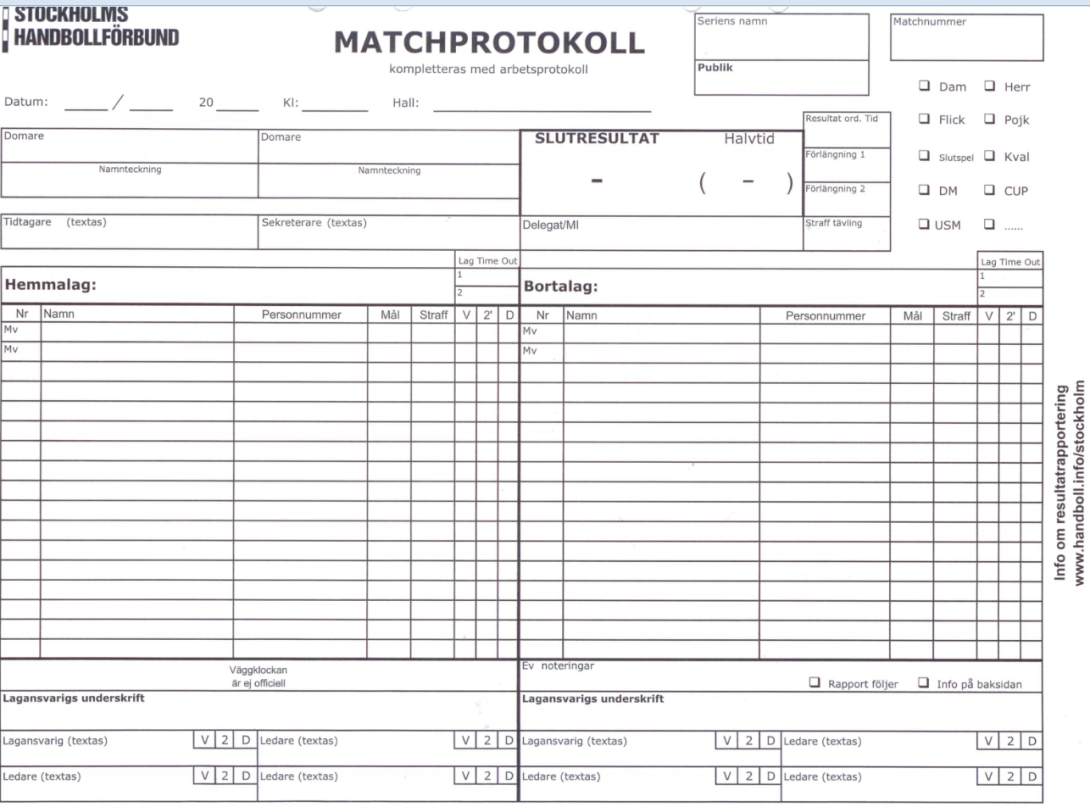 STOCKHOLMS
HANDBOLLFÖRBUND
MATCHPROTOKOLL
kompletteras med arbetsprotokoll
Seriens namn
Publik
Matchnummer
❑ Dam ❑ Herr
❑ Flick ❑ Pojk
❑ Slutspel ❑ Kval
❑ DM ❑ CUP
❑ USM ❑ ......
Datum: ____ / ____ 20 ____ Kl: ______ Hall: ____________________
Domare
Namnteckning
Domare
Namnteckning
SLUTRESULTAT Halvtid
- ( - )
Resultat ord. Tid
Förlängning 1
Förlängning 2
Straff tävling
Tidtagare (textas)
Sekreterare (textas)
Delegat/MI
Hemmalag:
Lag Time Out
1
2
Bortalag:
Lag Time Out
1
2
Nr Namn Personnummer Mål Straff V 2' D
Mv
Mv
Nr Namn Personnummer Mål Straff V 2' D
Mv
Mv
Väggklockan
är ej officiell
Ev noteringar
❑ Rapport följer ❑ Info på baksidan
Lagansvarigs underskrift
Lagansvarigs underskrift
Lagansvarig (textas) V 2 D Ledare (textas) V 2 D
Lagansvarig (textas) V 2 D Ledare (textas) V 2 D
Ledare (textas) V 2 D Ledare (textas) V 2 D
Ledare (textas) V 2 D Ledare (textas) V 2 D
Info om resultatrapportering
www.handboll.info/stockholm